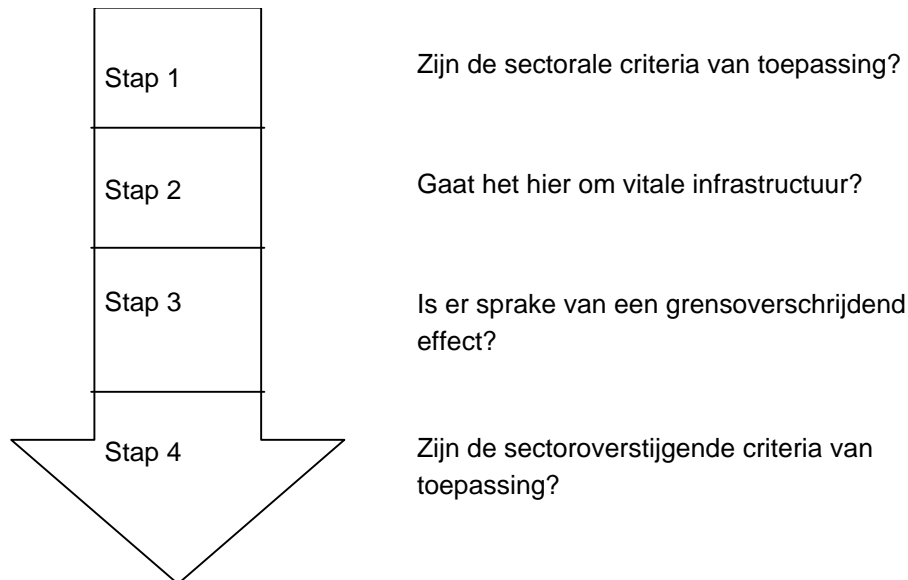 Stap 1
Zijn de sectorale criteria van toepassing?
Stap 2
Gaat het hier om vitale infrastructuur?
Stap 3
Is er sprake van een grensoverschrijdend
effect?
Stap 4
Zijn de sectoroverstijgende criteria van
toepassing?